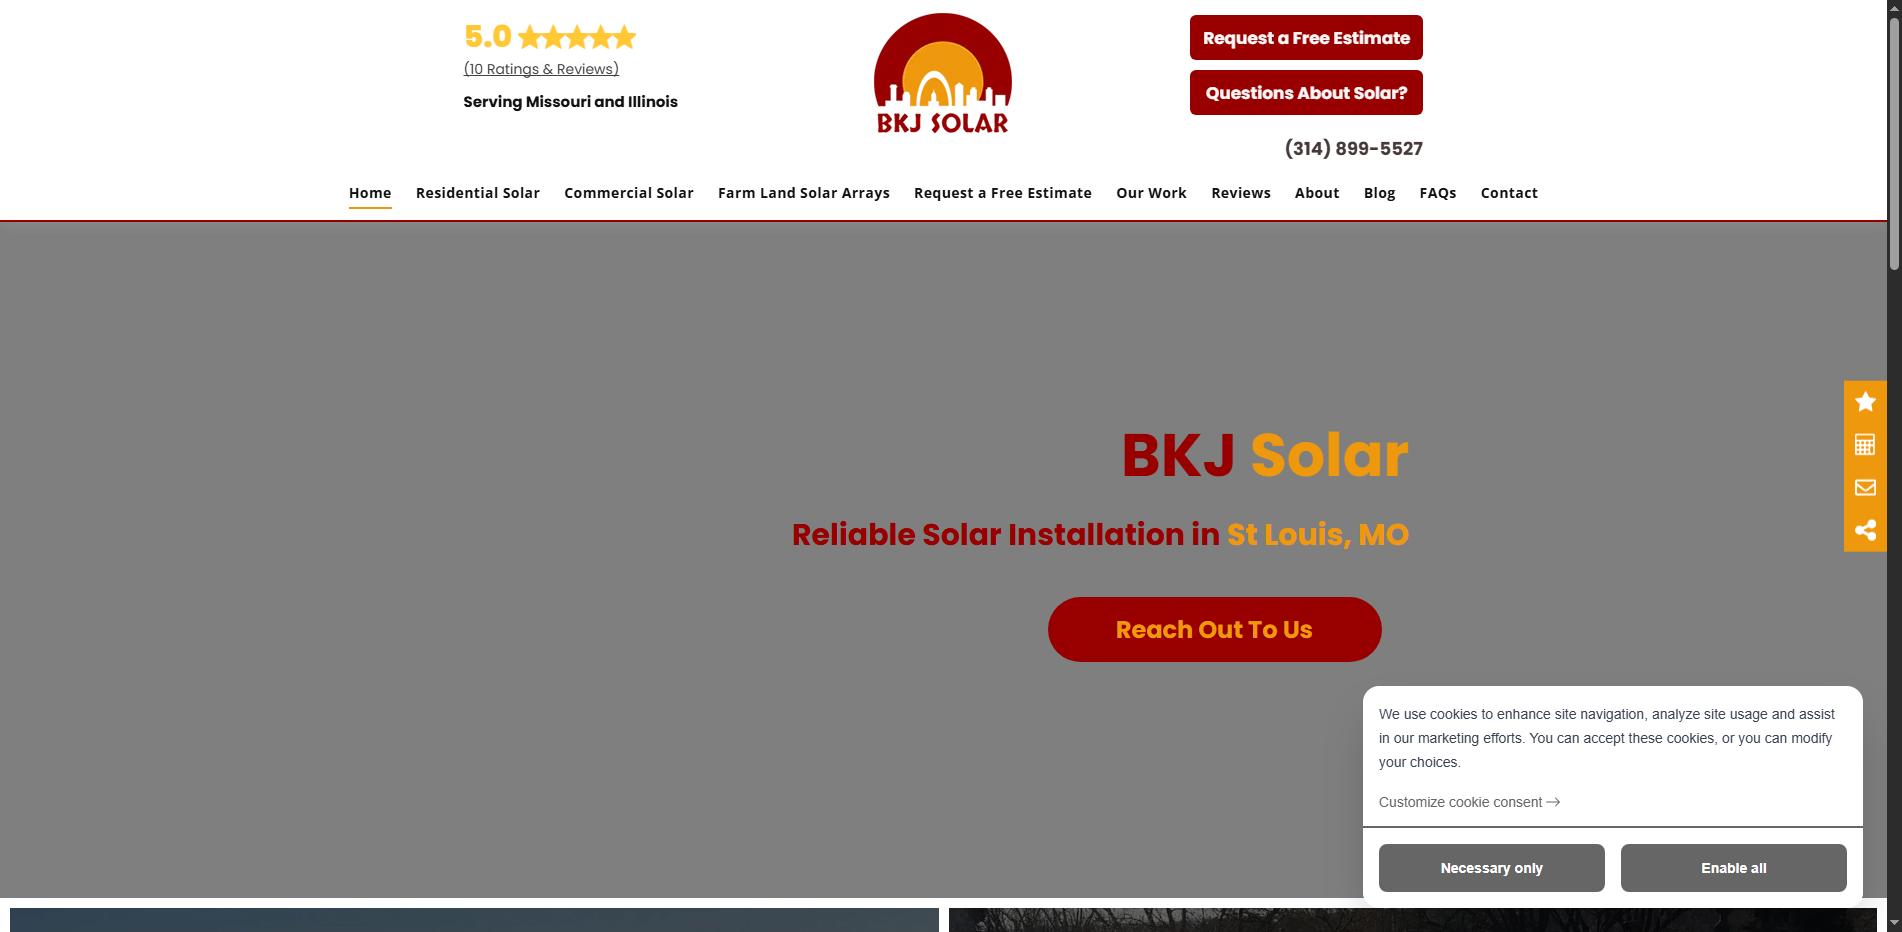 5.0
(10 Ratings & Reviews)
Serving Missouri and Illinois
BKJ SOLAR
Request a Free Estimate
Questions About Solar?
(314) 899-5527
Home Residential Solar Commercial Solar Farm Land Solar Arrays Request a Free Estimate Our Work Reviews About Blog FAQs Contact
BKJ Solar
Reliable Solar Installation in St Louis, MO
Reach Out To Us
We use cookies to enhance site navigation, analyze site usage and assist
in our marketing efforts. You can accept these cookies, or you can modify
your choices.
Customize cookie consent
Necessary only Enable all